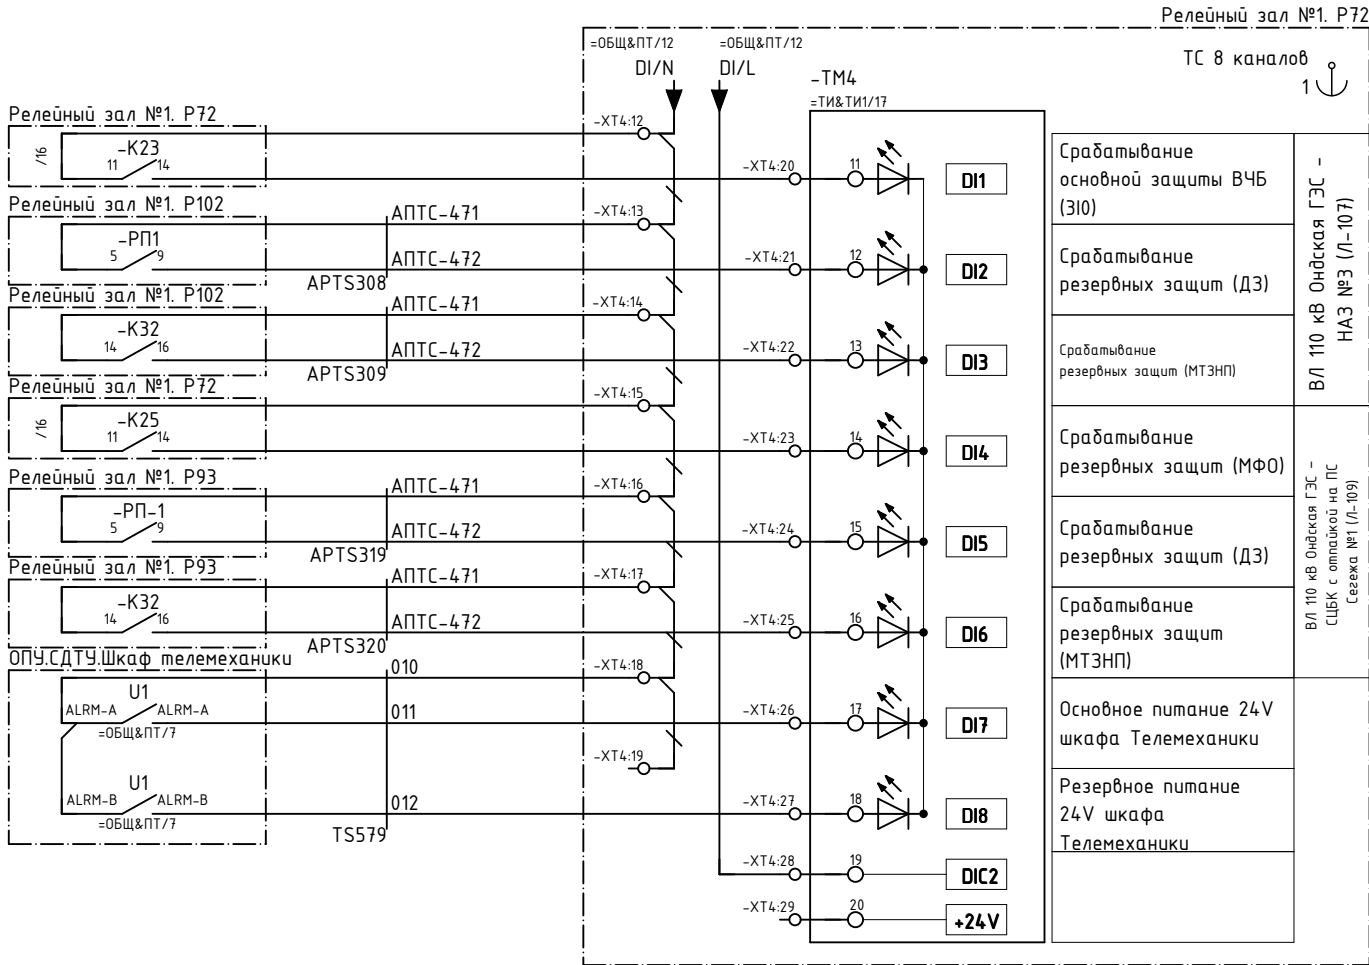 Релейный зал №1. Р72
=ОБЩ&ПТ/12
=ОБЩ&ПТ/12
DI/N
DI/L
ТС 8 каналов
1
-ТМ4
=ТИ&ТИ1/17
Релейный зал №1. Р72
/16
-К23
11
14
-ХТ4:12
-ХТ4:20
11
DI1
Срабатывание
основной защиты ВЧБ
(3I0)
Релейный зал №1. Р102
-РП1
5
9
АПТС-471
АПТС-472
APTS308
-ХТ4:13
-ХТ4:21
12
DI2
Срабатывание
резервных защит (ДЗ)
Релейный зал №1. Р102
-К32
14
16
АПТС-471
АПТС-472
APTS309
-ХТ4:14
-ХТ4:22
13
DI3
Срабатывание
резервных защит (МТЗНП)
ВЛ 110 кВ Ондская ГЭС -
НАЗ №3 (Л-107)
Релейный зал №1. Р72
/16
-К25
11
14
-ХТ4:15
-ХТ4:23
14
DI4
Срабатывание
резервных защит (МФО)
Релейный зал №1. Р93
-РП-1
5
9
АПТС-471
АПТС-472
APTS319
-ХТ4:16
-ХТ4:24
15
DI5
Срабатывание
резервных защит (ДЗ)
Релейный зал №1. Р93
-К32
14
16
АПТС-471
АПТС-472
APTS320
-ХТ4:17
-ХТ4:25
16
DI6
Срабатывание
резервных защит
(МТЗНП)
ВЛ 110 кВ Ондская ГЭС -
СЦБК с отпайкой на ПС
Сегежа №1 (Л-109)
ОПУ.СДТУ.Шкаф телемеханики
U1
ALRM-A
ALRM-A
=ОБЩ&ПТ/7
010
011
-ХТ4:18
-ХТ4:26
17
DI7
Основное питание 24V
шкафа Телемеханики
-ХТ4:19
U1
ALRM-B
ALRM-B
=ОБЩ&ПТ/7
012
TS579
-ХТ4:27
18
DI8
Резервное питание
24V шкафа
Телемеханики
-ХТ4:28
19
DIC2
-ХТ4:29
20
+24V